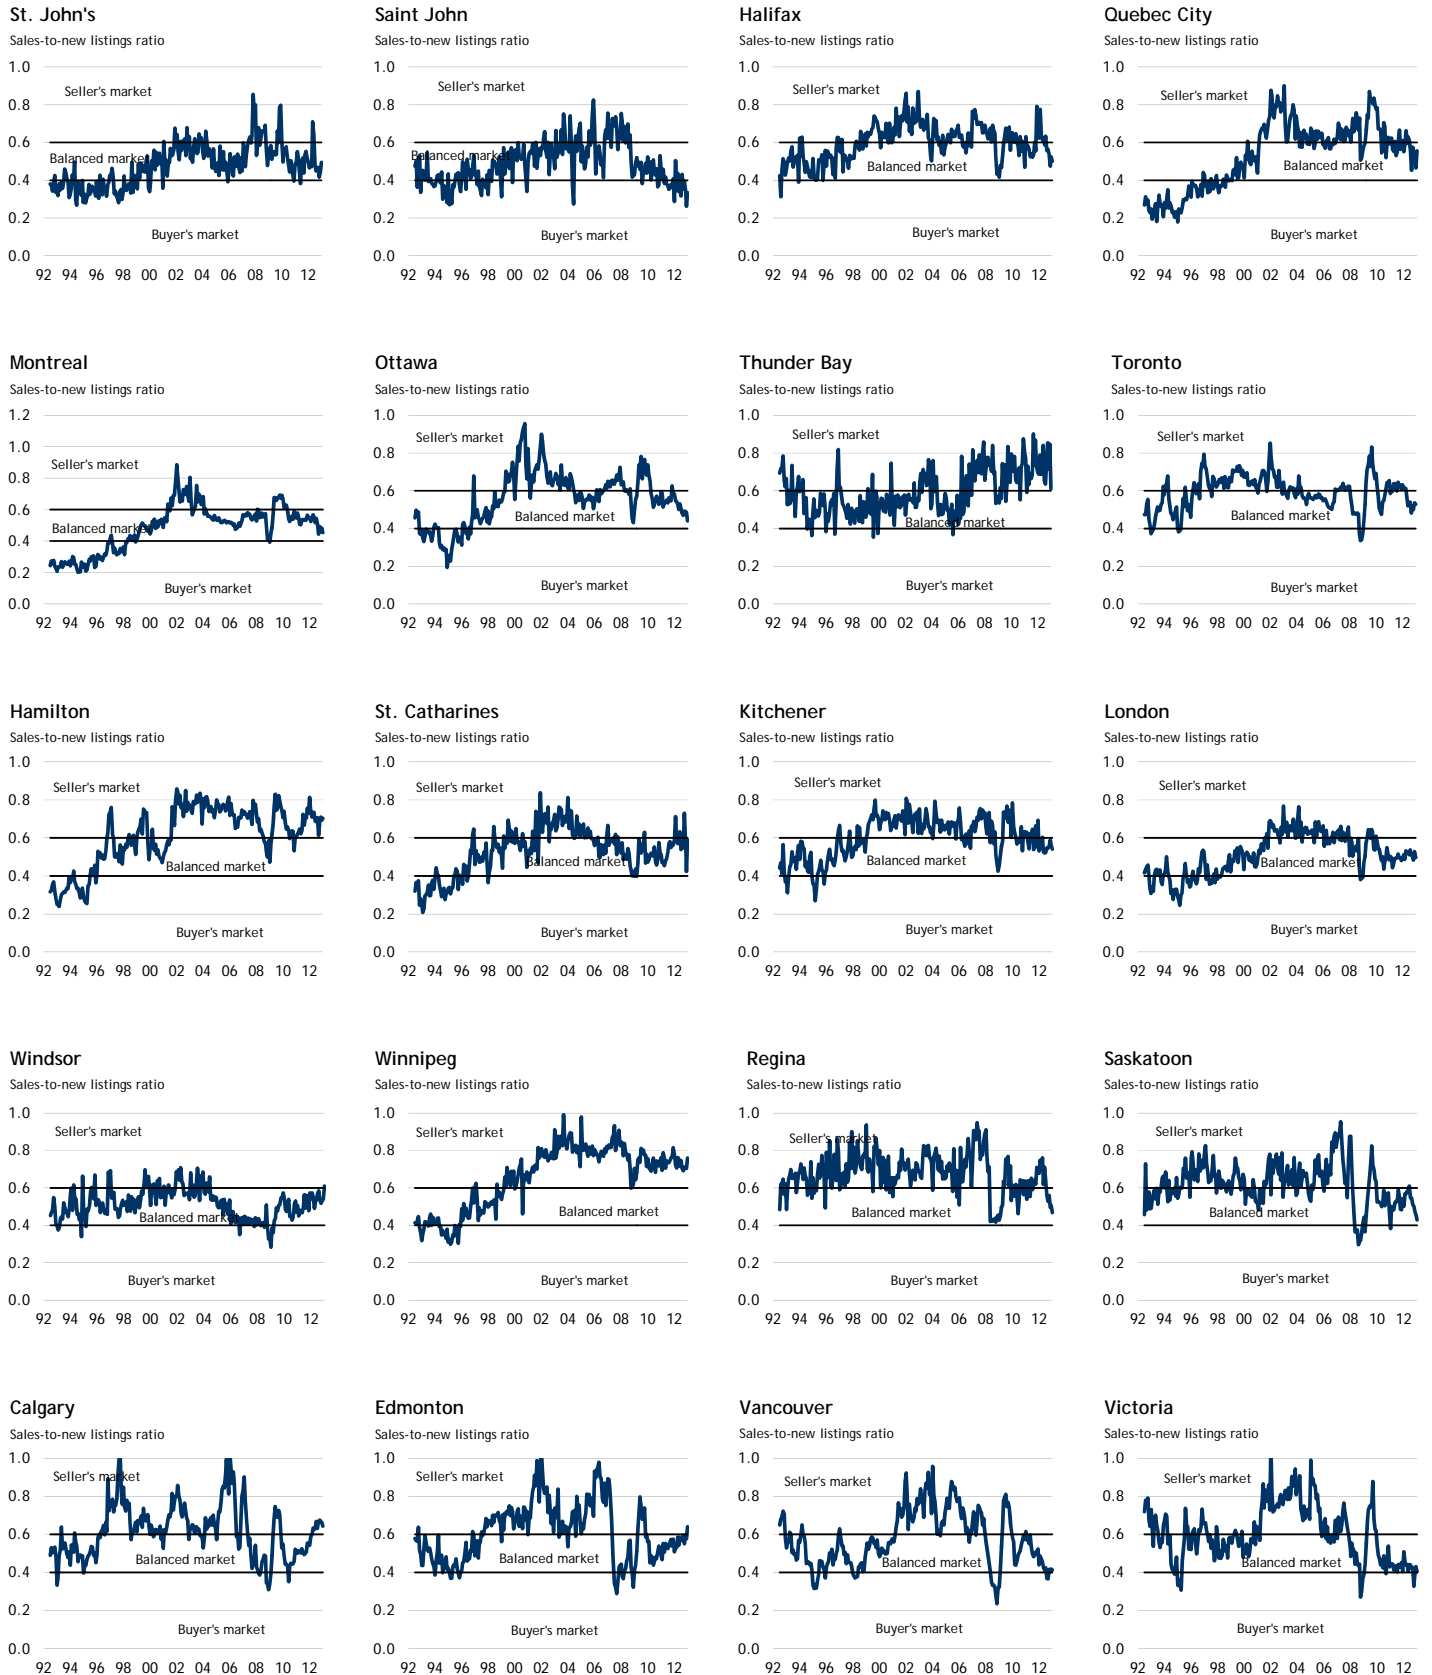 St. John's
Sales-to-new listings ratio
1.0
Seller's market
0.8
0.6
Balanced market
0.4
0.2
Buyer's market
0.0
92 94 96 98 00 02 04 06 08 10 12
Saint John
Sales-to-new listings ratio
1.0
Seller's market
0.8
0.6
Balanced market
0.4
0.2
Buyer's market
0.0
92 94 96 98 00 02 04 06 08 10 12
Halifax
Sales-to-new listings ratio
1.0
Seller's market
0.8
0.6
Balanced market
0.4
0.2
Buyer's market
0.0
92 94 96 98 00 02 04 06 08 10 12
Quebec City
Sales-to-new listings ratio
1.0
Seller's market
0.8
0.6
Balanced market
0.4
0.2
Buyer's market
0.0
92 94 96 98 00 02 04 06 08 10 12
Montreal
Sales-to-new listings ratio
1.2
1.0
Seller's market
0.8
0.6
Balanced market
0.4
0.2
Buyer's market
0.0
92 94 96 98 00 02 04 06 08 10 12
Ottawa
Sales-to-new listings ratio
1.0
Seller's market
0.8
0.6
Balanced market
0.4
0.2
Buyer's market
0.0
92 94 96 98 00 02 04 06 08 10 12
Thunder Bay
Sales-to-new listings ratio
1.0
Seller's market
0.8
0.6
Balanced market
0.4
0.2
Buyer's market
0.0
92 94 96 98 00 02 04 06 08 10 12
Toronto
Sales-to-new listings ratio
1.0
Seller's market
0.8
0.6
Balanced market
0.4
0.2
Buyer's market
0.0
92 94 96 98 00 02 04 06 08 10 12
Hamilton
Sales-to-new listings ratio
1.0
Seller's market
0.8
0.6
Balanced market
0.4
0.2
Buyer's market
0.0
92 94 96 98 00 02 04 06 08 10 12
St. Catharines
Sales-to-new listings ratio
1.0
Seller's market
0.8
0.6
Balanced market
0.4
0.2
Buyer's market
0.0
92 94 96 98 00 02 04 06 08 10 12
Kitchener
Sales-to-new listings ratio
1.0
Seller's market
0.8
0.6
Balanced market
0.4
0.2
Buyer's market
0.0
92 94 96 98 00 02 04 06 08 10 12
London
Sales-to-new listings ratio
1.0
Seller's market
0.8
0.6
Balanced market
0.4
0.2
Buyer's market
0.0
92 94 96 98 00 02 04 06 08 10 12
Windsor
Sales-to-new listings ratio
1.0
Seller's market
0.8
0.6
Balanced market
0.4
0.2
Buyer's market
0.0
92 94 96 98 00 02 04 06 08 10 12
Winnipeg
Sales-to-new listings ratio
1.0
Seller's market
0.8
0.6
Balanced market
0.4
0.2
Buyer's market
0.0
92 94 96 98 00 02 04 06 08 10 12
Regina
Sales-to-new listings ratio
1.0
Seller's market
0.8
0.6
Balanced market
0.4
0.2
Buyer's market
0.0
92 94 96 98 00 02 04 06 08 10 12
Saskatoon
Sales-to-new listings ratio
1.0
Seller's market
0.8
0.6
Balanced market
0.4
0.2
Buyer's market
0.0
92 94 96 98 00 02 04 06 08 10 12
Calgary
Sales-to-new listings ratio
1.0
Seller's market
0.8
0.6
Balanced market
0.4
0.2
Buyer's market
0.0
92 94 96 98 00 02 04 06 08 10 12
Edmonton
Sales-to-new listings ratio
1.0
Seller's market
0.8
0.6
Balanced market
0.4
0.2
Buyer's market
0.0
92 94 96 98 00 02 04 06 08 10 12
Vancouver
Sales-to-new listings ratio
1.0
Seller's market
0.8
0.6
Balanced market
0.4
0.2
Buyer's market
0.0
92 94 96 98 00 02 04 06 08 10 12
Victoria
Sales-to-new listings ratio
1.0
Seller's market
0.8
0.6
Balanced market
0.4
0.2
Buyer's market
0.0
92 94 96 98 00 02 04 06 08 10 12